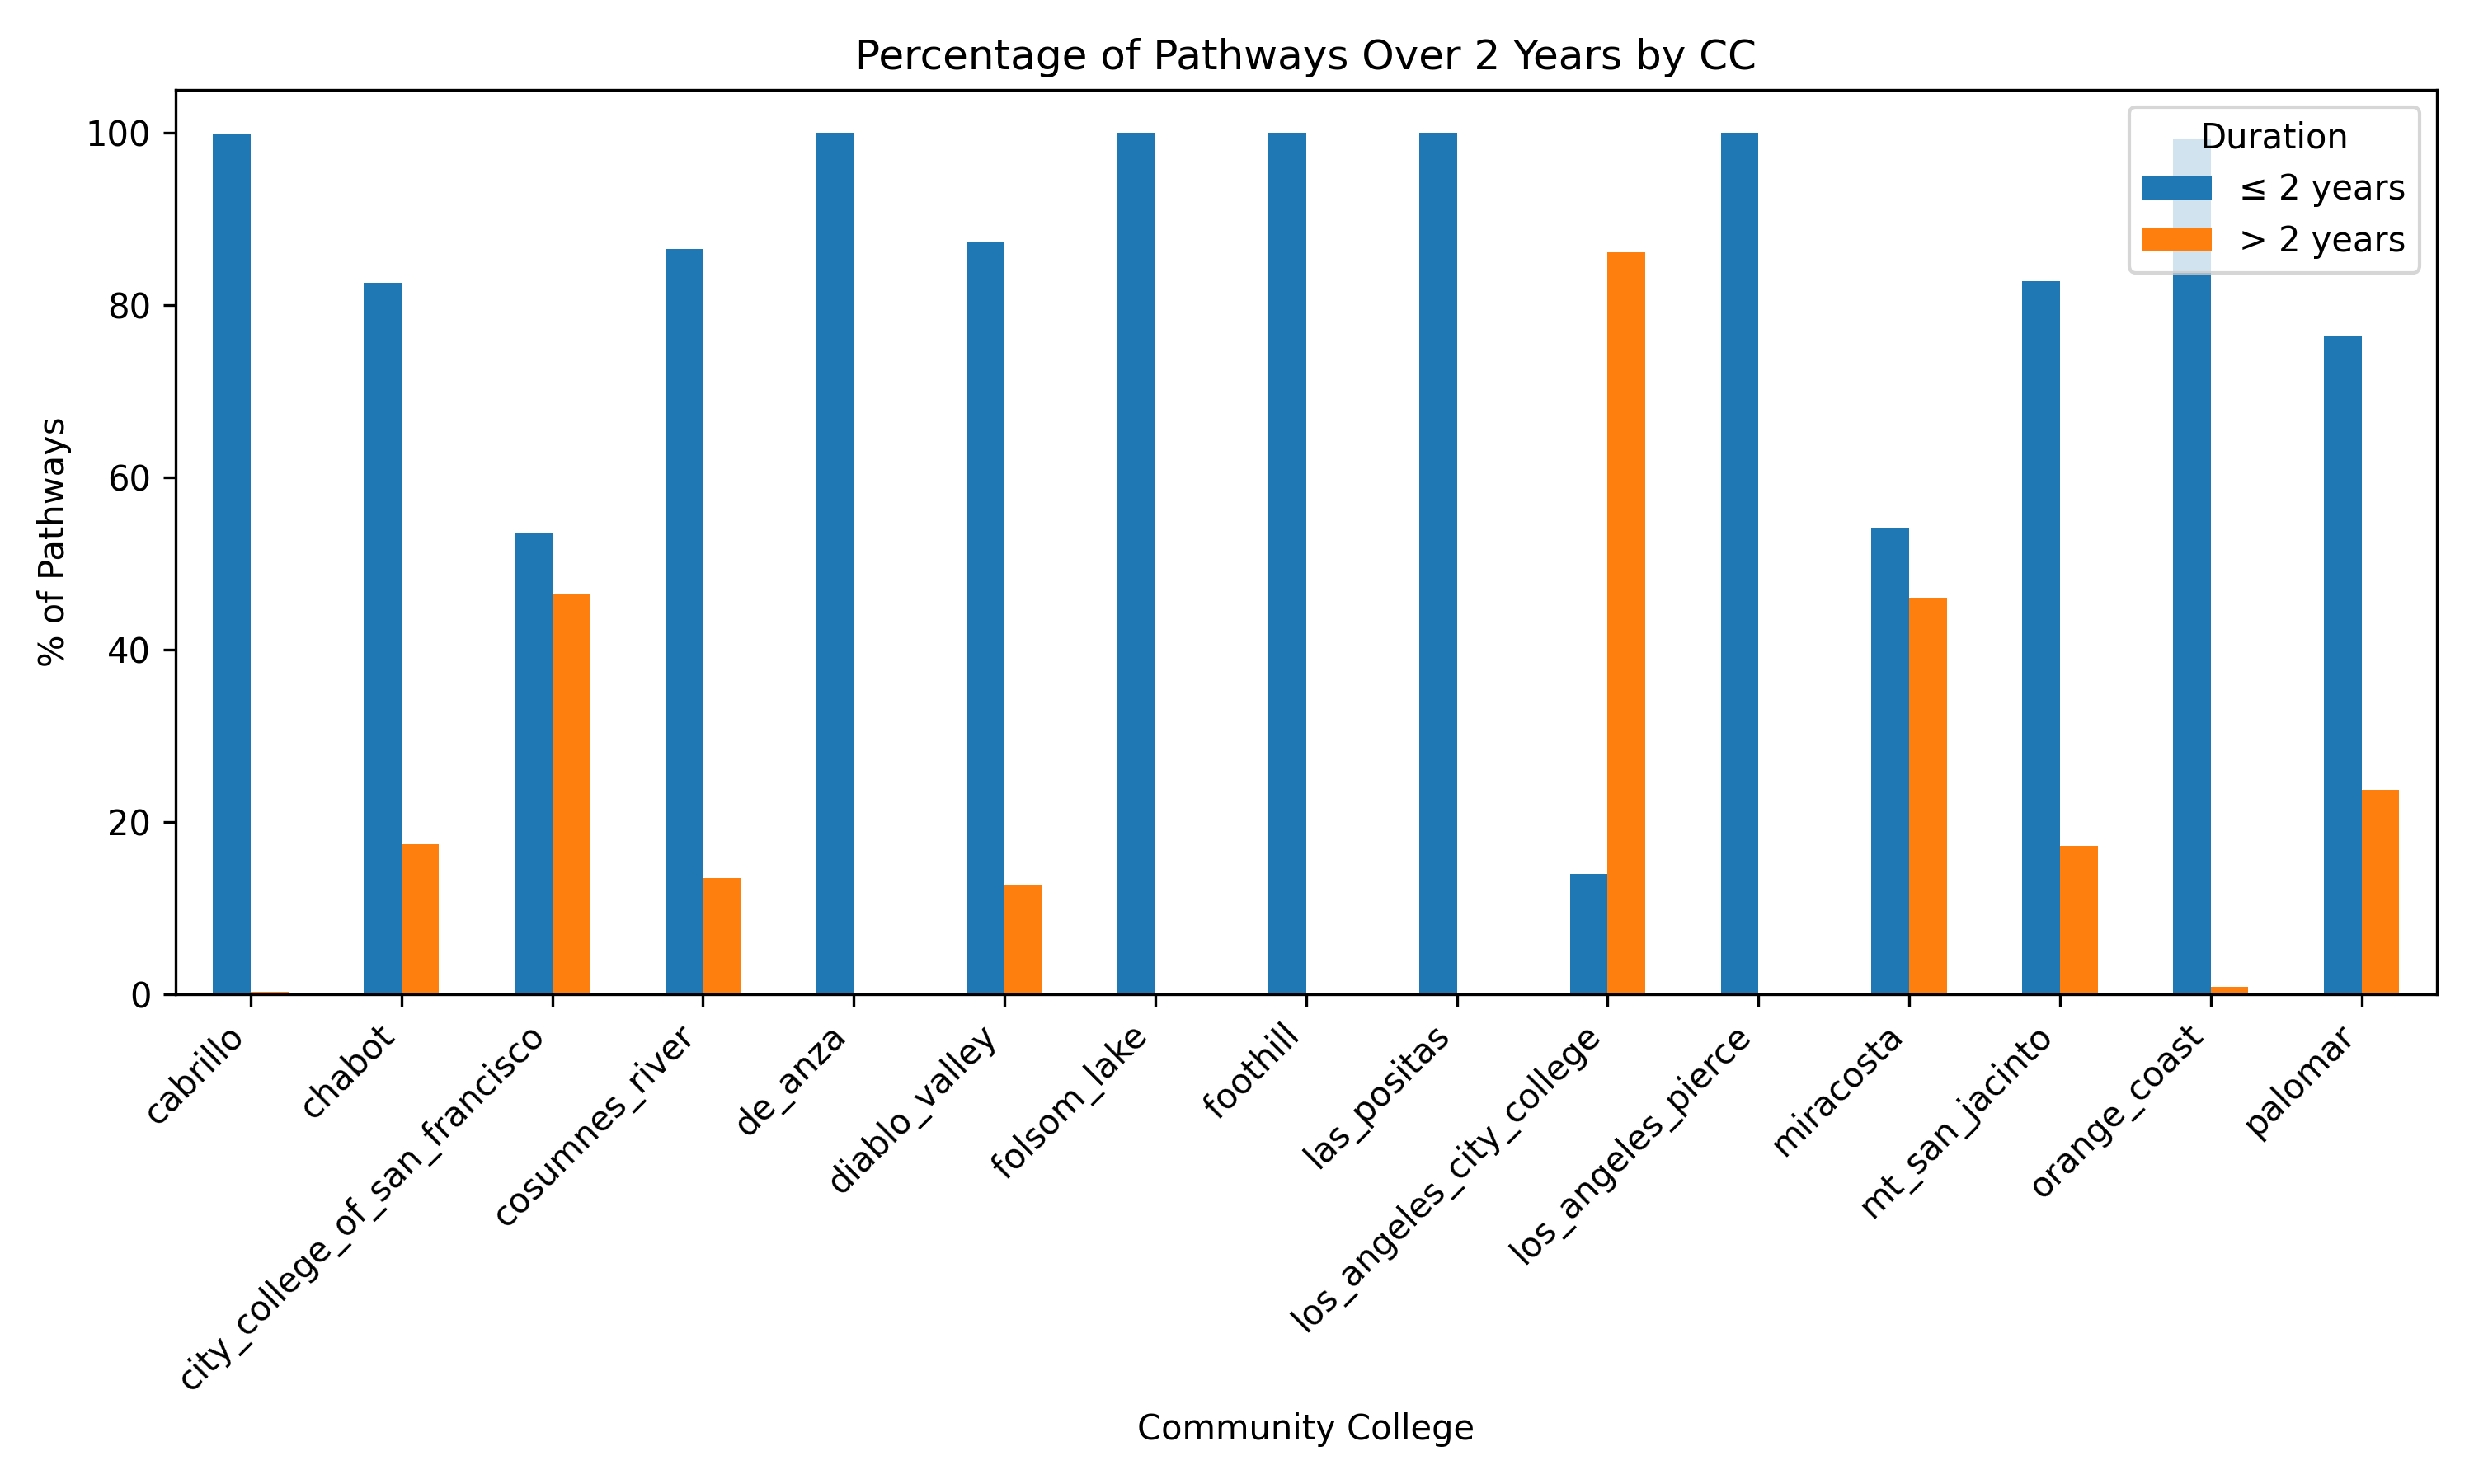 Percentage of Pathways Over 2 Years by CC
Duration
≤ 2 years
> 2 years
% of Pathways
100
80
60
40
20
0
cabrillo
chabot
city_college_of_san_francisco
cosumnes_river
de_anza
diablo_valley
folsom_lake
foothill
las_positas
los_angeles_city_college
los_angeles_pierce
miracosta
mt_san_jacinto
orange_coast
palomar
Community College